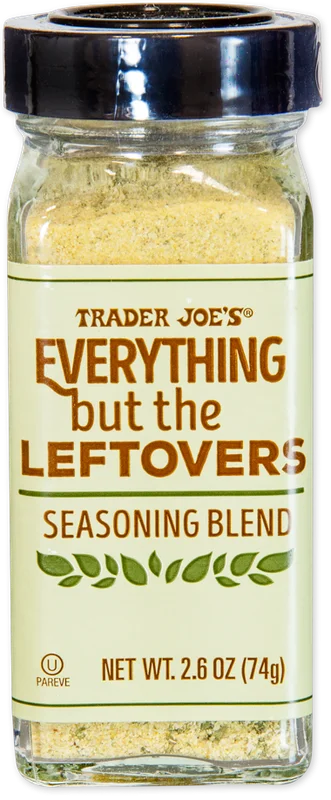 TRADER JOE'S®
EVERYTHING
but the
LEFTOVERS
SEASONING BLEND
U
PAREVE
NET WT. 2.6 OZ (74g)